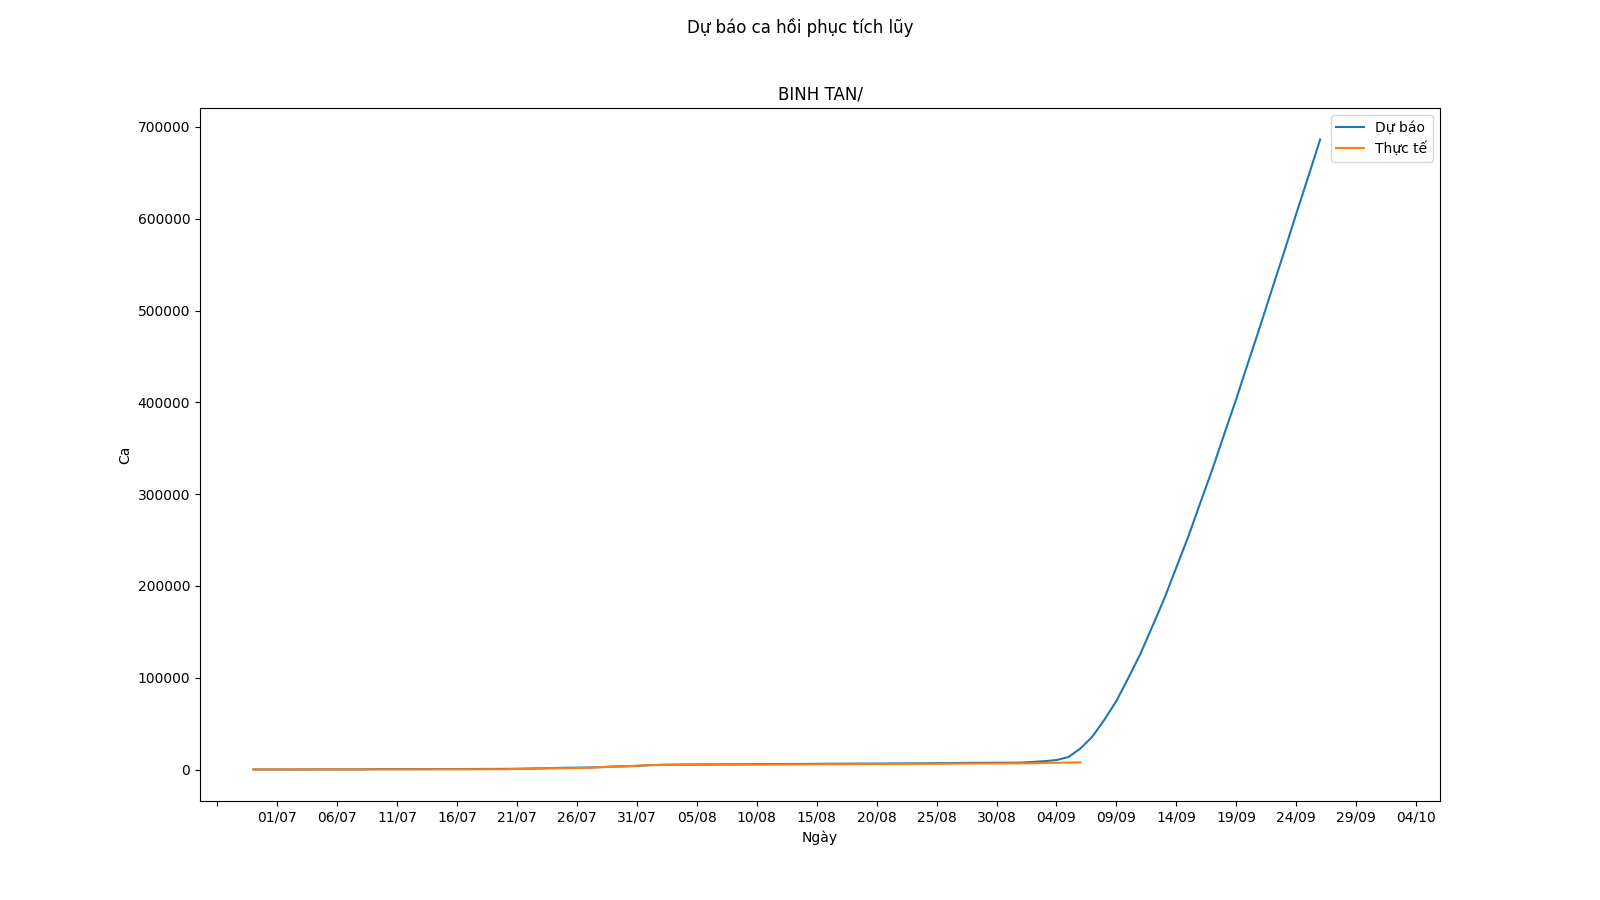 Dự báo ca hồi phục tích lũy
BINH TAN/
Dự báo
Thực tế
700000
600000
500000
400000
300000
200000
100000
0
Ca
01/07 06/07 11/07 16/07 21/07 26/07 31/07 05/08 10/08 15/08 20/08 25/08 30/08 04/09 09/09 14/09 19/09 24/09 29/09 04/10
Ngày